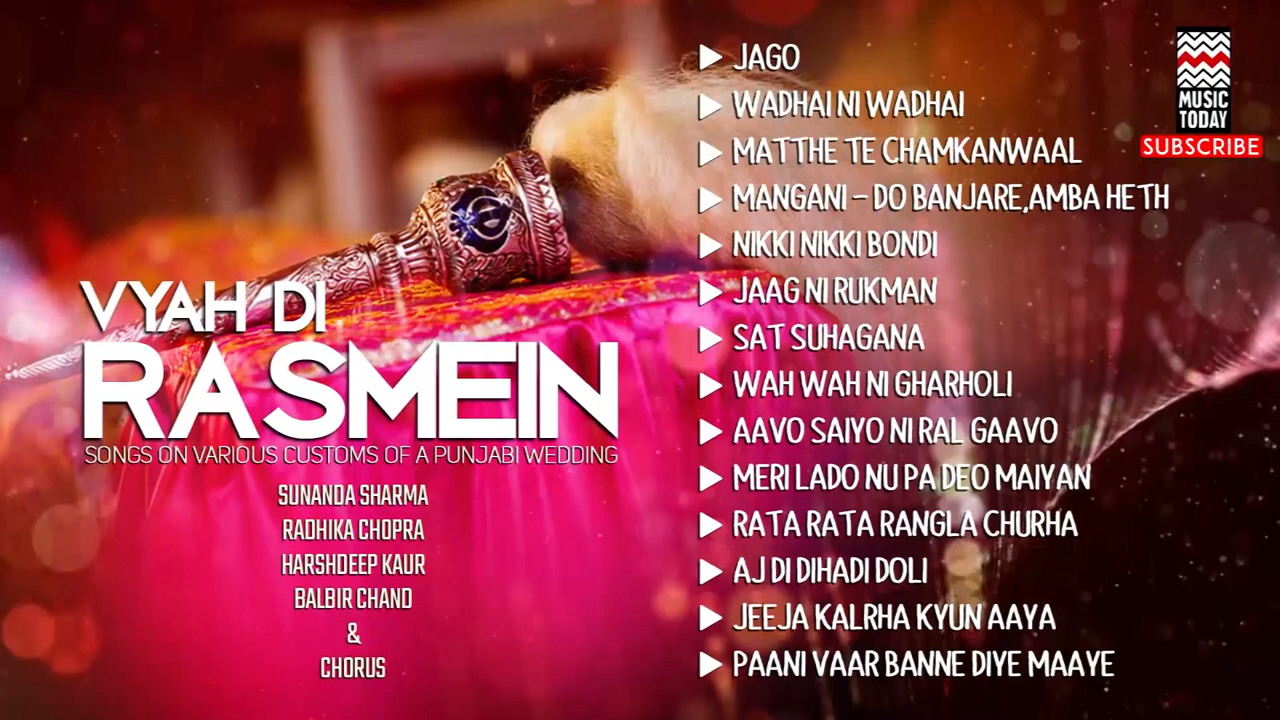 VYAH DI
RASMEIN
SONGS ON VARIOUS CUSTOMS OF A PUNJABI WEDDING
SUNANDA SHARMA
RADHIKA CHOPRA
HARSHDEEP KAUR
BALBIR CHAND
&
CHORUS
JAGO
WADHAI NI WADHAI
MATTHE TE CHAMKANWAAL
MANGANI - DO BANJARE,AMBA HETH
NIKKI NIKKI BONDI
JAAG NI RUKMAN
SAT SUHAGANA
WAH WAH NI GHARHOLI
AAVO SAIYO NI RAL GAAVO
MERI LADO NU PA DEO MAIYAN
RATA RATA RANGLA CHURHA
AJ DI DIHADI DOLI
JEEJA KALRHA KYUN AAYA
PAANI VAAR BANNE DIYE MAAYE
MUSIC
TODAY
SUBSCRIBE